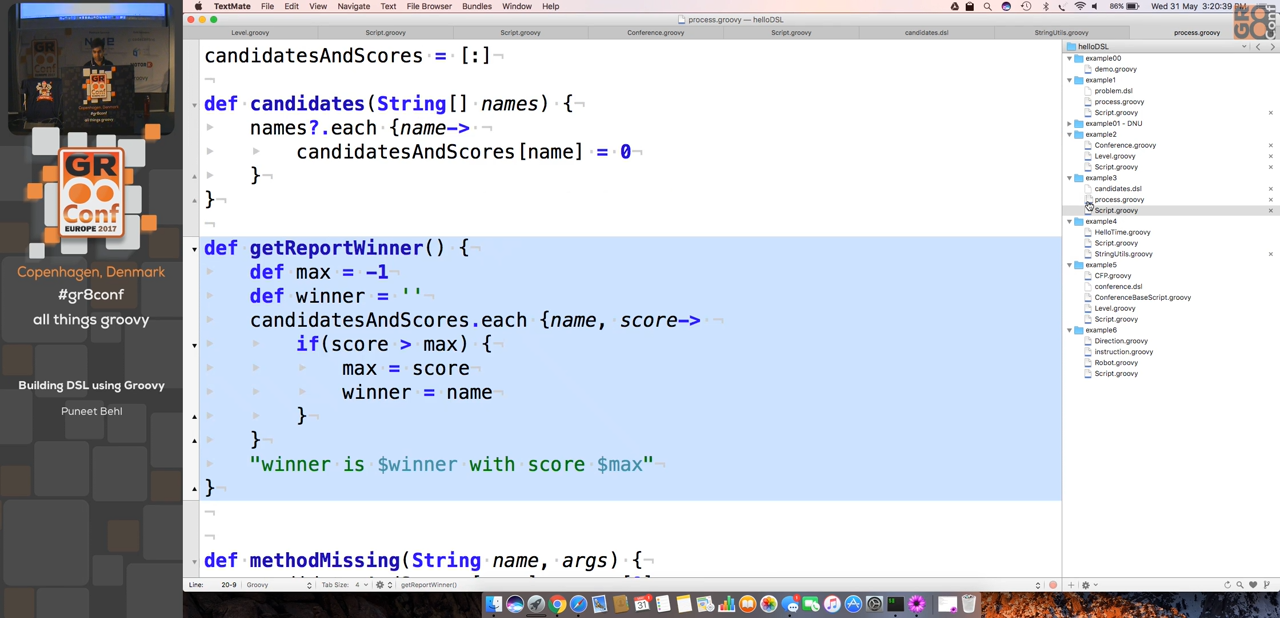 TextMate File Edit View Navigate Text File Browser Bundles Window Help
86% Wed 31 May 3:20:39 PM
process.groovy — helloDSL
Level.groovy Script.groovy Script.groovy Conference.groovy Script.groovy candidates.dsl StringUtils.groovy process.groovy
candidatesAndScores = [:]
def candidates(String[] names) {
names?.each {name->
candidatesAndScores[name] = 0
}
}
def getReportWinner() {
def max = -1
def winner = ''
candidatesAndScores.each {name, score->
if(score > max) {
max = score
winner = name
}
}
"winner is $winner with score $max"
}
def methodMissing(String name, args) {
Line: 20-9 Groovy Tab Size: 4 getReportWinner()
helloDSL
example00
demo.groovy
example1
problem.dsl
process.groovy
Script.groovy
example01 - DNU
example2
Conference.groovy
Level.groovy
Script.groovy
example3
candidates.dsl
process.groovy
Script.groovy
example4
HelloTime.groovy
Script.groovy
StringUtils.groovy
example5
CFP.groovy
conference.dsl
ConferenceBaseScript.groovy
Level.groovy
Script.groovy
example6
Direction.groovy
instruction.groovy
Robot.groovy
Script.groovy
GR
Conf
EUROPE 2017
Copenhagen, Denmark
#gr8conf
all things groovy
Building DSL using Groovy
Puneet Behl